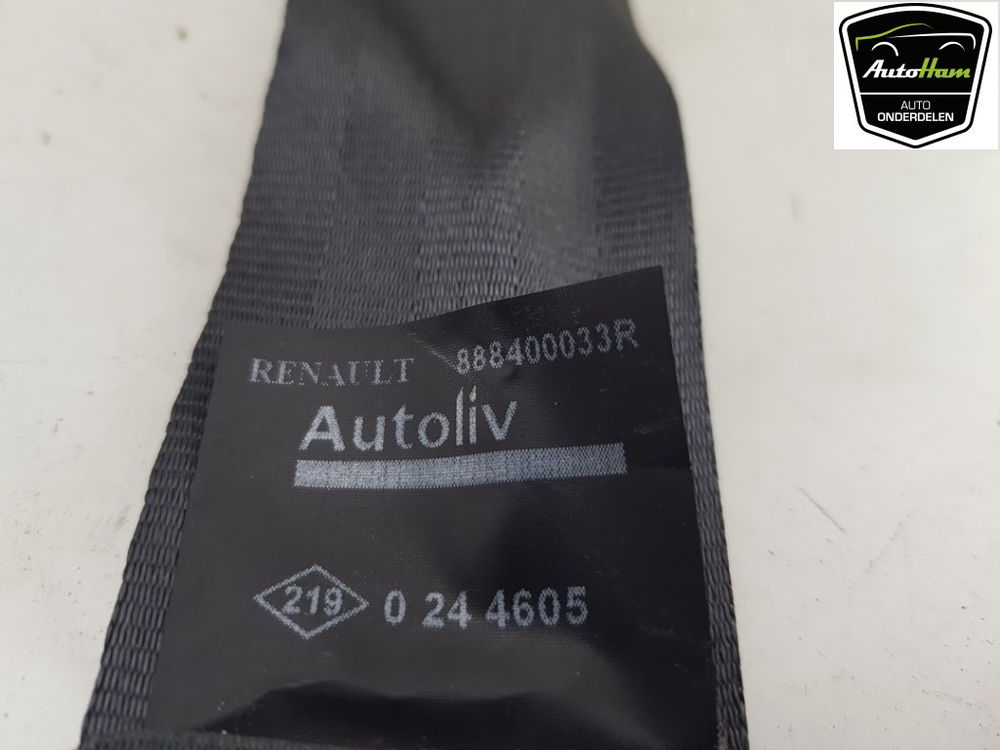 AutoHam
AUTO
ONDERDELEN
RENAULT 888400033R
Autoliv
219 0 24 4605